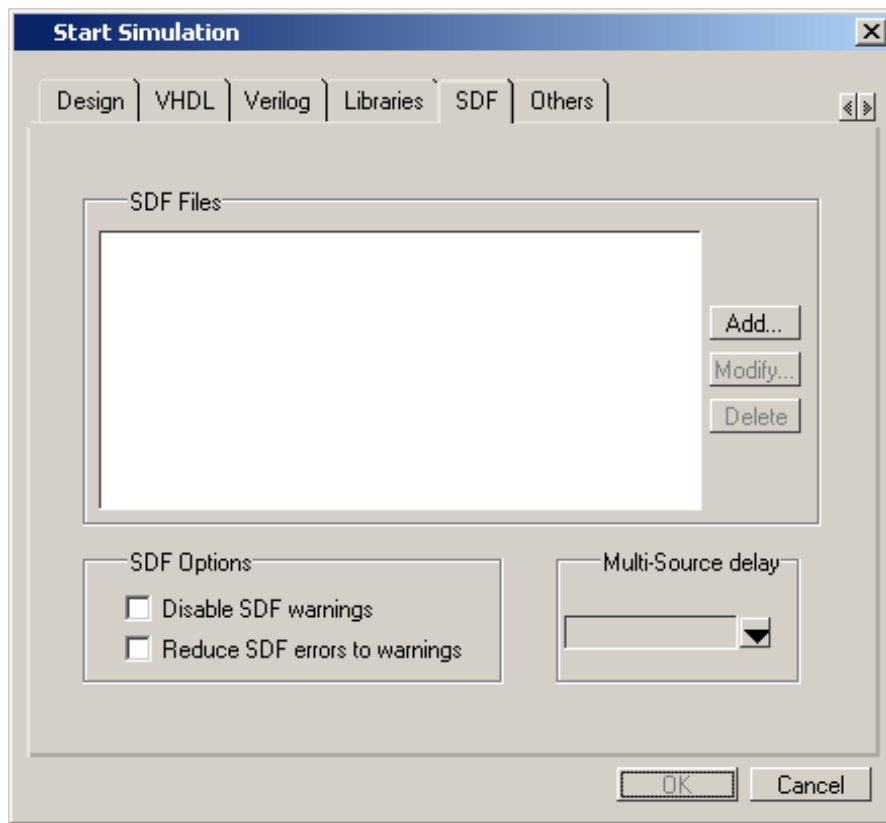 Start Simulation
Design VHDL Verilog Libraries SDF Others
SDF Files
Add...
Modify...
Delete
SDF Options
Multi-Source delay
Disable SDF warnings
Reduce SDF errors to warnings
OK Cancel